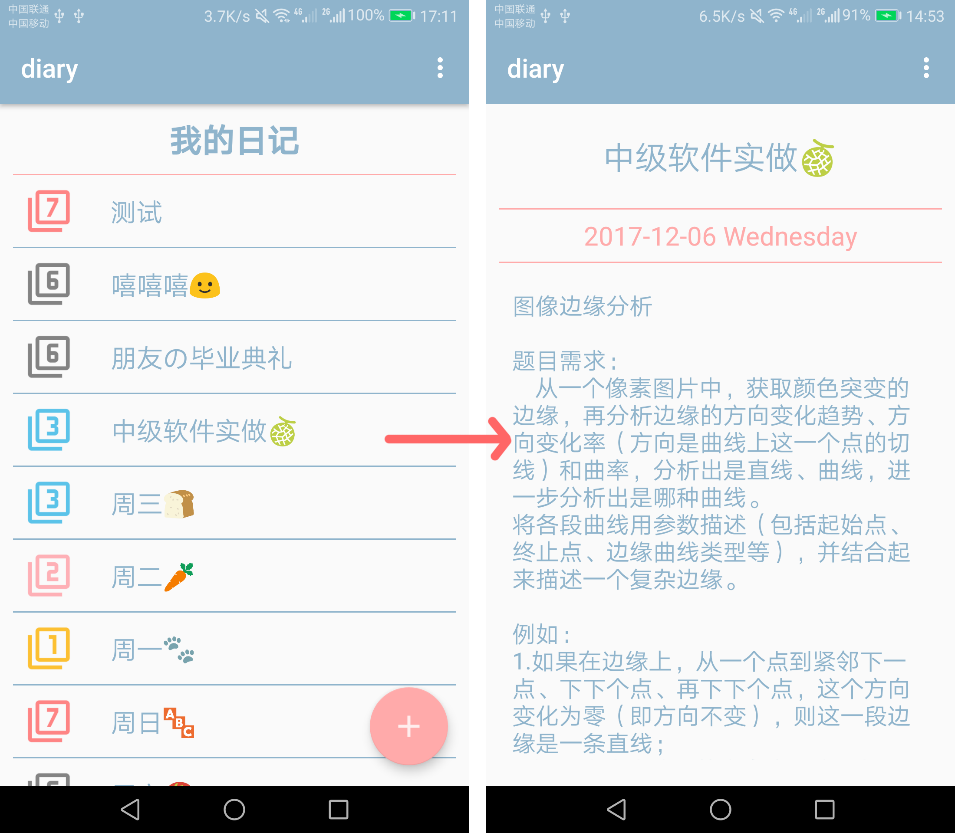 中国联通
中国移动
3.7K/s 4G 2G 100% 17:11
diary
我的日记
7 测试
6 嘻嘻嘻🙂
6 朋友の毕业典礼
3 中级软件实做🍈
3 周三🍞
2 周二🥕
1 周一🐾
7 周日🔤
中国联通
中国移动
6.5K/s 4G 2G 91% 14:53
diary
中级软件实做🍈
2017-12-06 Wednesday
图像边缘分析
题目需求：
从一个像素图片中，获取颜色突变的
边缘，再分析边缘的方向变化趋势、方
向变化率（方向是曲线上这一个点的切
线）和曲率，分析出是直线、曲线，进
一步分析出是哪种曲线。
将各段曲线用参数描述（包括起始点、
终止点、边缘曲线类型等），并结合起
来描述一个复杂边缘。
例如：
1.如果在边缘上，从一个点到紧邻下一
点、下下个点、再下下个点，这个方向
变化为零（即方向不变），则这一段边
缘是一条直线；